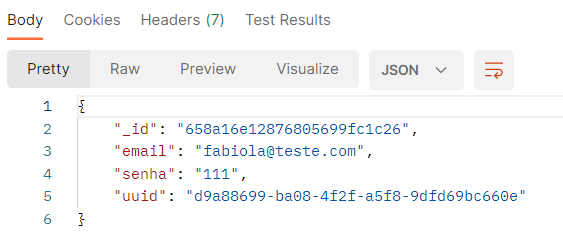 Body Cookies Headers (7) Test Results
Pretty Raw Preview Visualize JSON
1 {
2 "_id": "658a16e12876805699fc1c26",
3 "email": "fabiola@teste.com",
4 "senha": "111",
5 "uuid": "d9a88699-ba08-4f2f-a5f8-9dfd69bc660e"
6 }